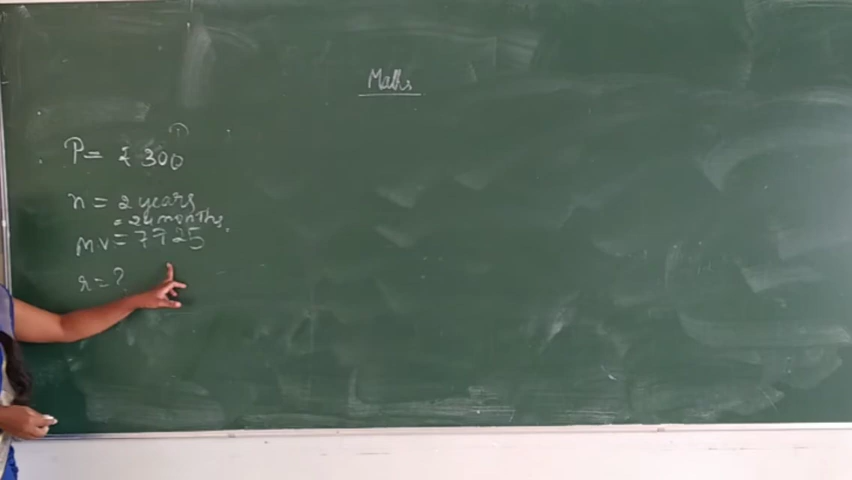 Maths
P = ₹ 300
n = 2 years
= 24 months.
MV = 7725
r = ?